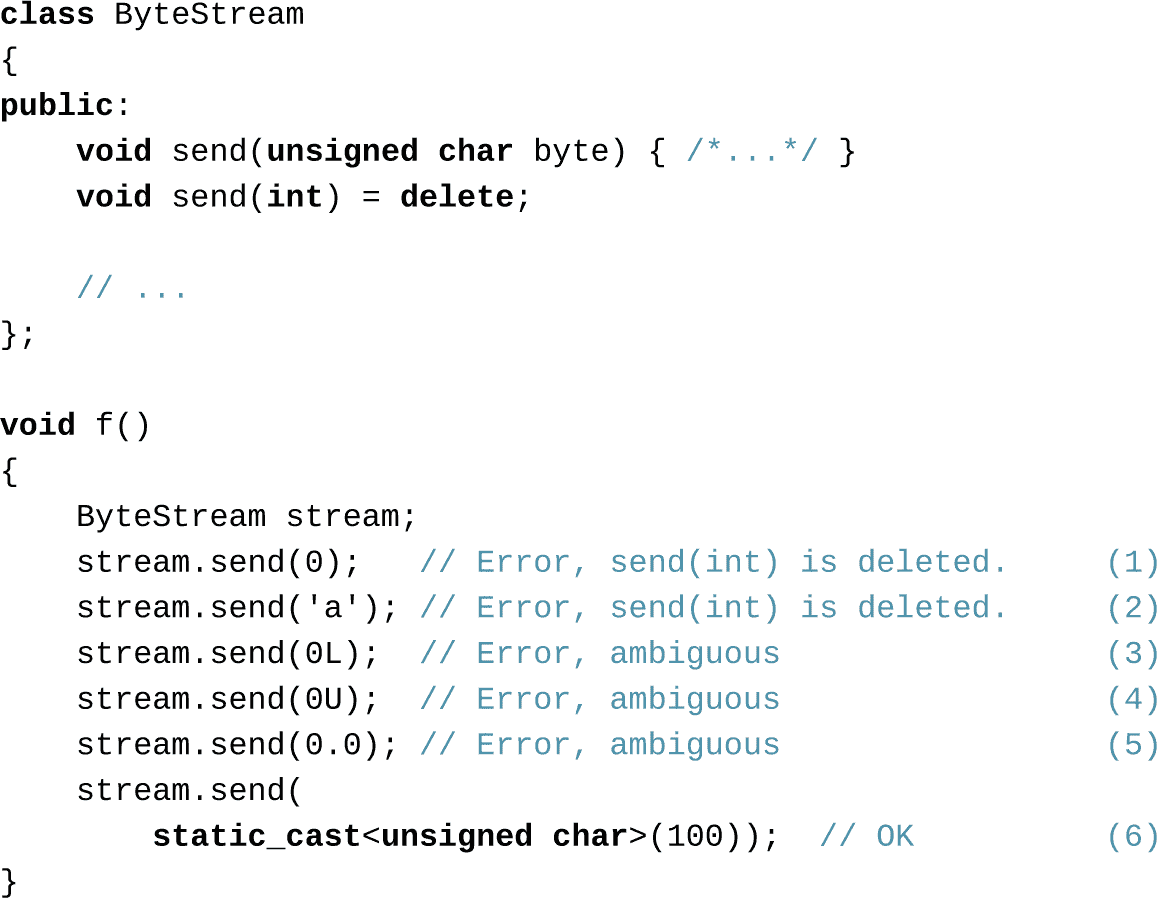 class ByteStream
{
public:
    void send(unsigned char byte) { /*...*/ }
    void send(int) = delete;

    // ...
};

void f()
{
    ByteStream stream;
    stream.send(0);   // Error, send(int) is deleted.     (1)
    stream.send('a'); // Error, send(int) is deleted.     (2)
    stream.send(0L);  // Error, ambiguous                 (3)
    stream.send(0U);  // Error, ambiguous                 (4)
    stream.send(0.0); // Error, ambiguous                 (5)
    stream.send(
        static_cast<unsigned char>(100));  // OK          (6)
}